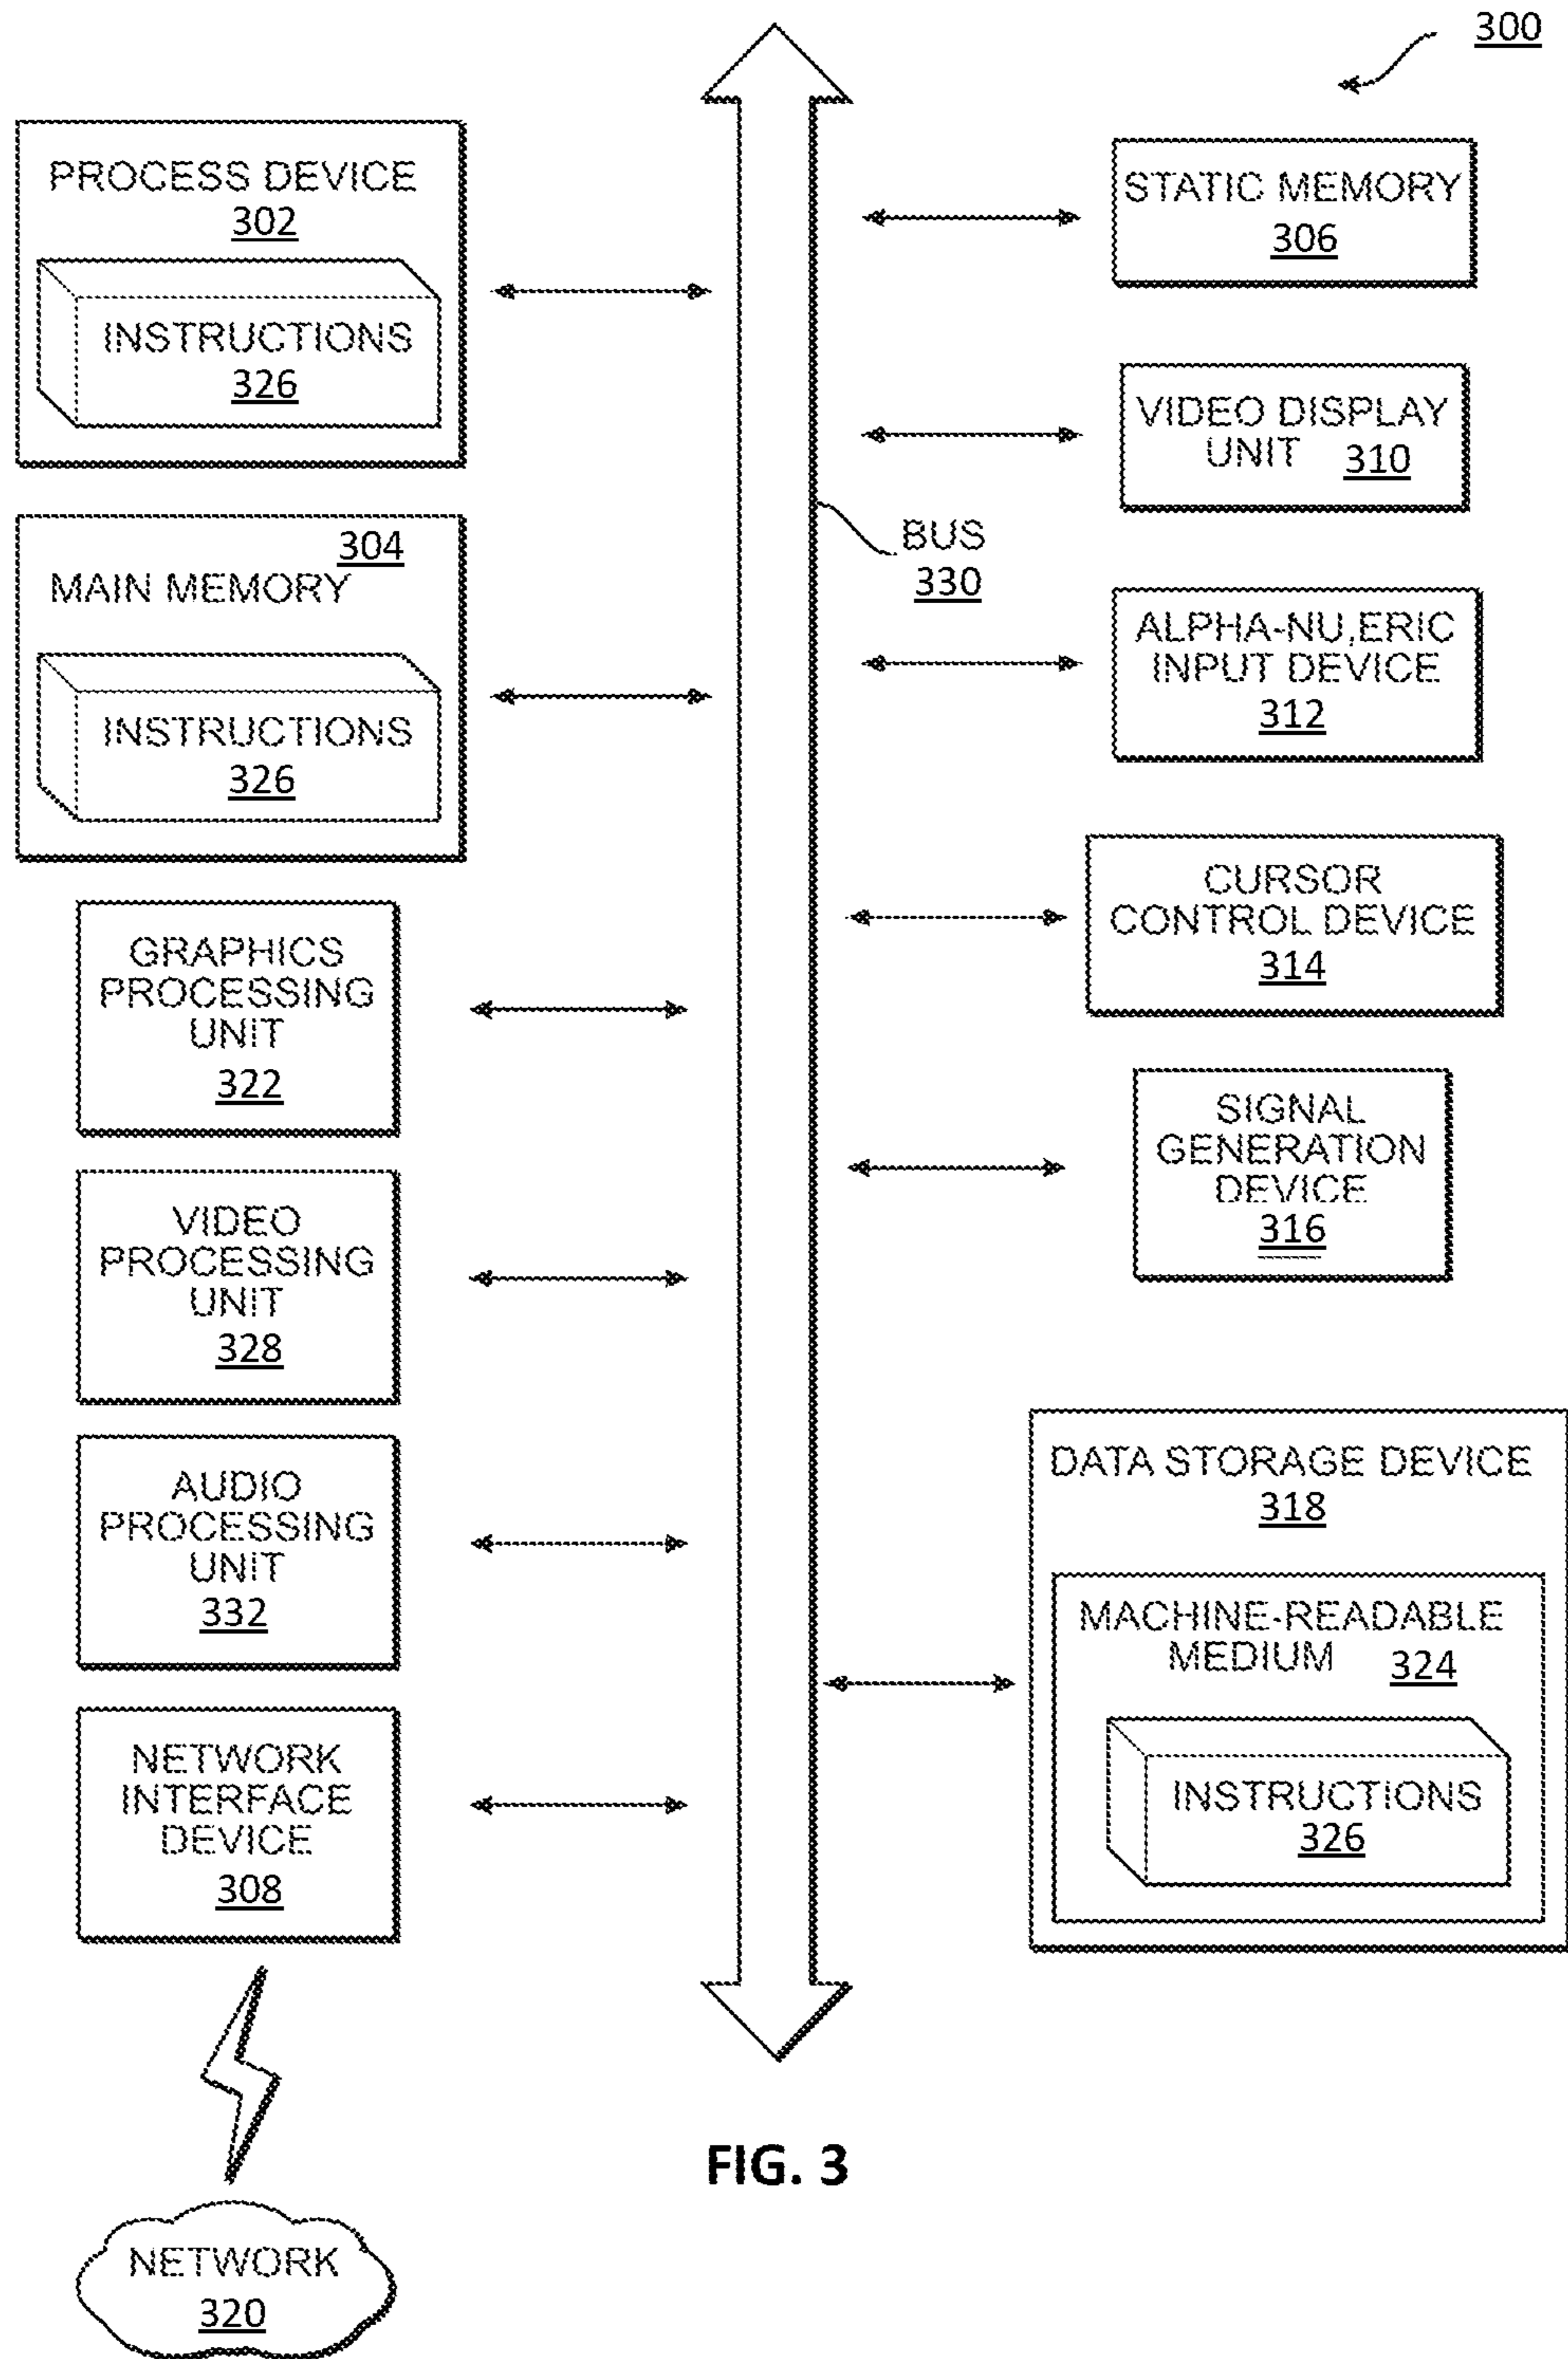 300
PROCESS DEVICE
302
INSTRUCTIONS
326
304
MAIN MEMORY
INSTRUCTIONS
326
GRAPHICS
PROCESSING
UNIT
322
VIDEO
PROCESSING
UNIT
328
AUDIO
PROCESSING
UNIT
332
NETWORK
INTERFACE
DEVICE
308
NETWORK
320
BUS
330
STATIC MEMORY
306
VIDEO DISPLAY
UNIT 310
ALPHA-NU,ERIC
INPUT DEVICE
312
CURSOR
CONTROL DEVICE
314
SIGNAL
GENERATION
DEVICE
316
DATA STORAGE DEVICE
318
MACHINE-READABLE
MEDIUM 324
INSTRUCTIONS
326
FIG. 3